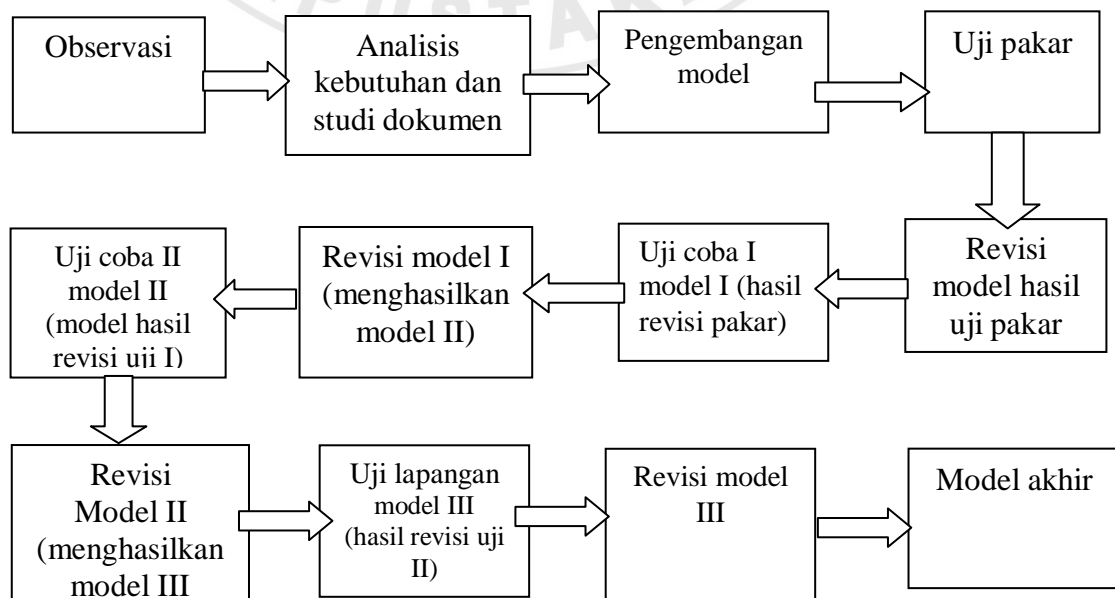 PUSTAK
Observasi
Analisis
kebutuhan dan
studi dokumen
Pengembangan
model
Uji pakar
Revisi
model hasil
uji pakar
Uji coba I
model I (hasil
revisi pakar)
Revisi model I
(menghasilkan
model II)
Uji coba II
model II
(model hasil
revisi uji I)
Revisi
Model II
(menghasilkan
model III
Uji lapangan
model III
(hasil revisi uji
II)
Revisi model
III
Model akhir